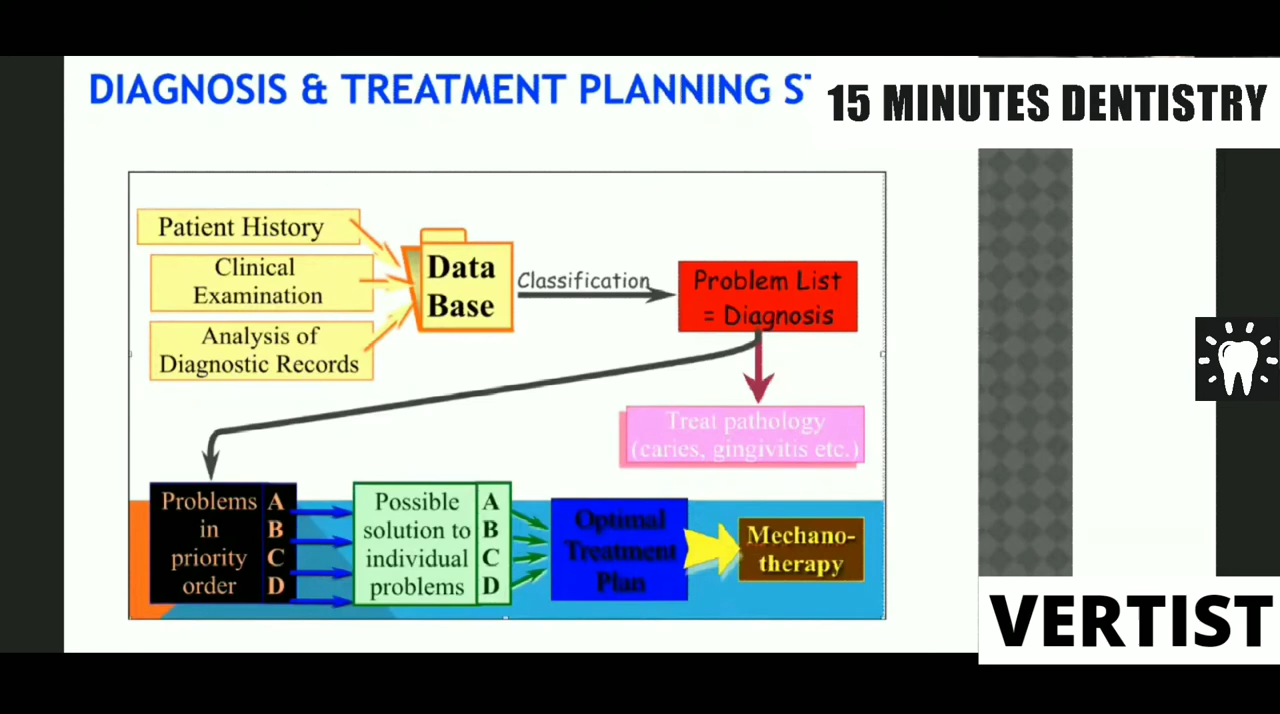 DIAGNOSIS & TREATMENT PLANNING
15 MINUTES DENTISTRY
Patient History
Clinical
Examination
Analysis of
Diagnostic Records
Data
Base
Classification
Problem List
= Diagnosis
Treat pathology
(caries, gingivitis etc.)
Problems
in
priority
order
A
B
C
D
Possible
solution to
individual
problems
A
B
C
D
Optimal
Treatment
Plan
Mechano-
therapy
VERTIST